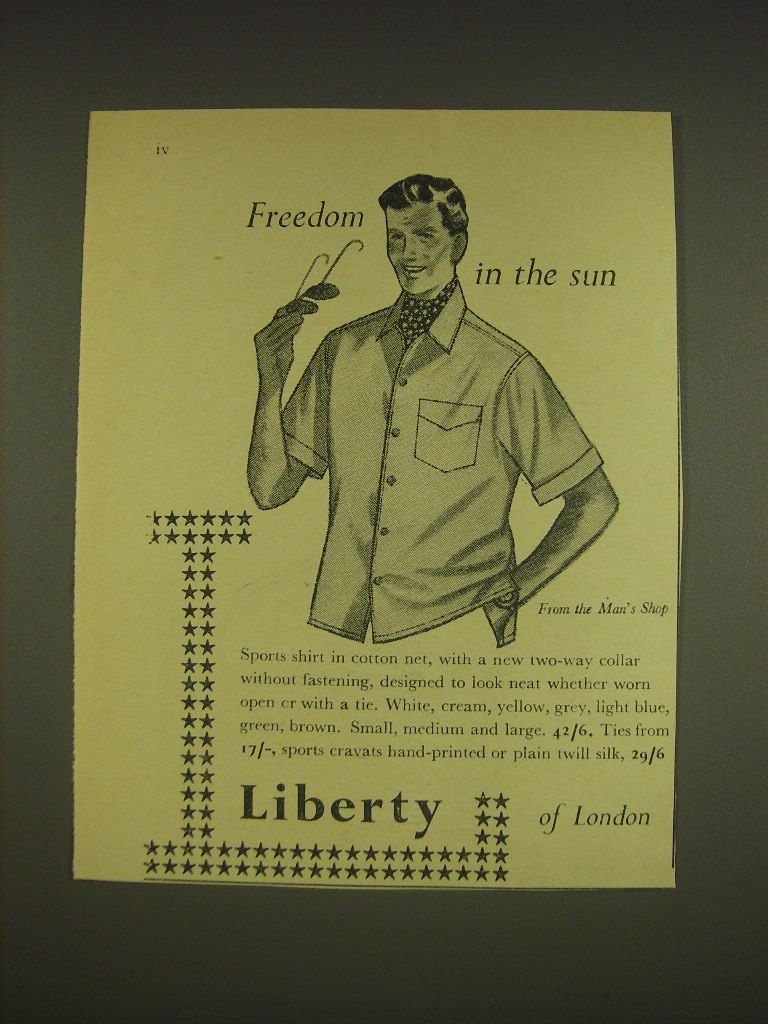 iv
Freedom
in the sun
From the Man's Shop
Sports shirt in cotton net, with a new two-way collar
without fastening, designed to look neat whether worn
open or with a tie. White, cream, yellow, grey, light blue,
green, brown. Small, medium and large. 42/6. Ties from
17/-, sports cravats hand-printed or plain twill silk, 29/6
Liberty
of London